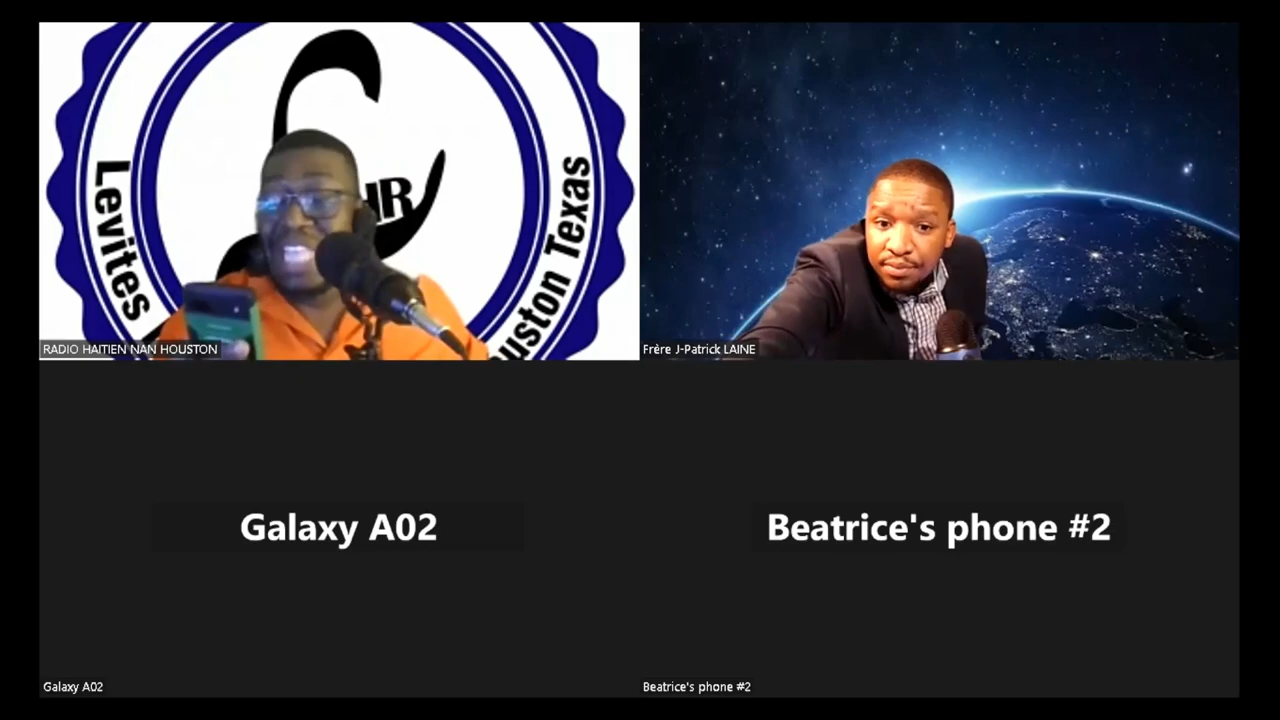 Levites
HR
Houston Texas
RADIO HAITIEN NAN HOUSTON
Frère J-Patrick LAINE
Galaxy A02
Beatrice's phone #2
Galaxy A02
Beatrice's phone #2